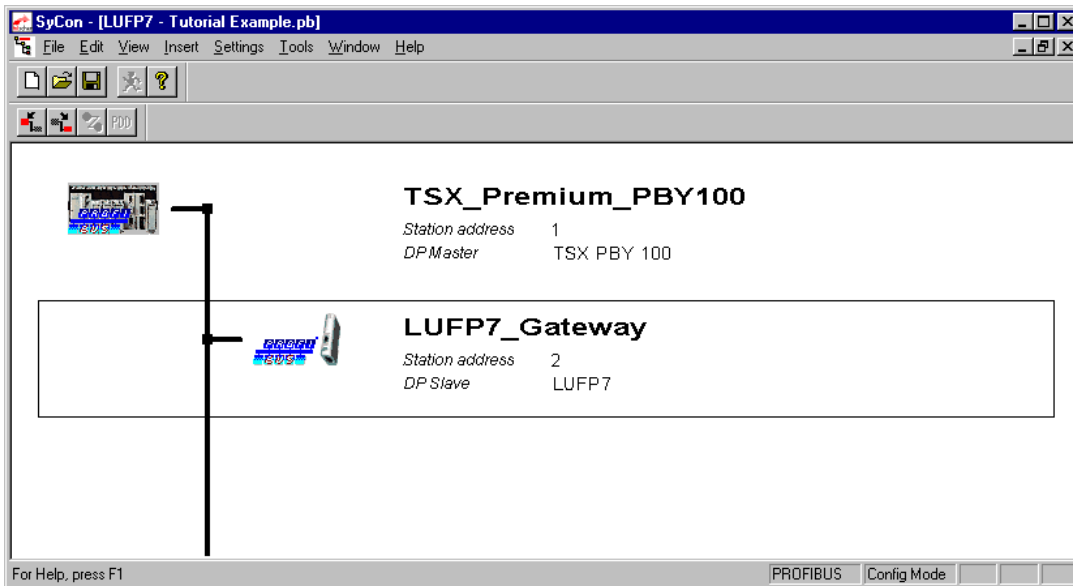 SyCon - [LUFP7 - Tutorial Example.pb]
File Edit View Insert Settings Tools Window Help
PDD
TSX_Premium_PBY100
Station address 1
DP Master TSX PBY 100
LUFP7_Gateway
Station address 2
DP Slave LUFP7
For Help, press F1 PROFIBUS Config Mode